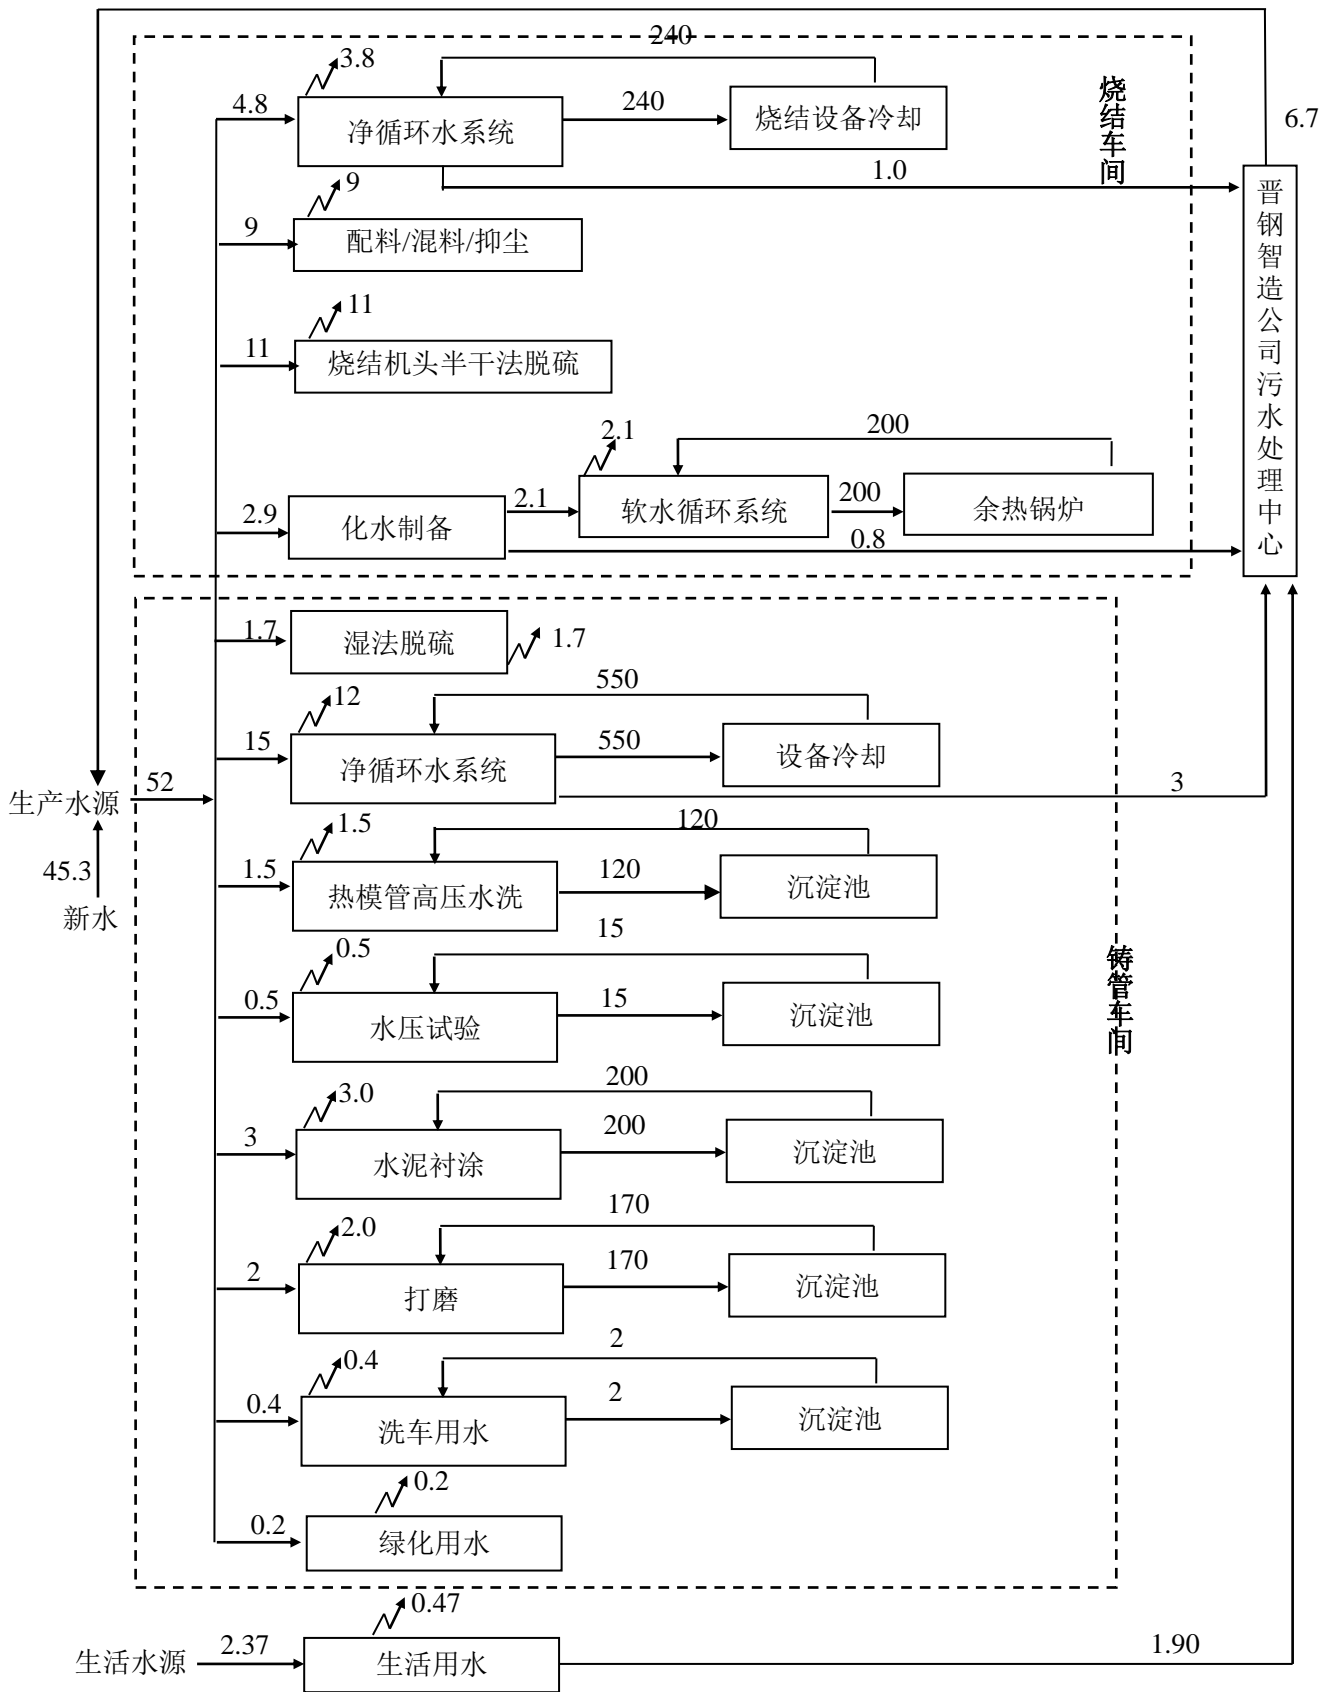 240
3.8
4.8
净循环水系统
240
烧结设备冷却
烧结车间
6.7
1.0
9
9
配料/混料/抑尘
晋钢智造公司污水处理中心
11
11
烧结机头半干法脱硫
2.1
200
2.9
化水制备
2.1
软水循环系统
200
余热锅炉
0.8
1.7
湿法脱硫
1.7
12
550
15
净循环水系统
550
设备冷却
3
生产水源
52
45.3
新水
1.5
120
1.5
热模管高压水洗
120
沉淀池
铸管车间
0.5
15
0.5
水压试验
15
沉淀池
3.0
200
3
水泥衬涂
200
沉淀池
2.0
170
2
打磨
170
沉淀池
0.4
2
0.4
洗车用水
2
沉淀池
0.2
0.2
绿化用水
0.47
生活水源
2.37
生活用水
1.90